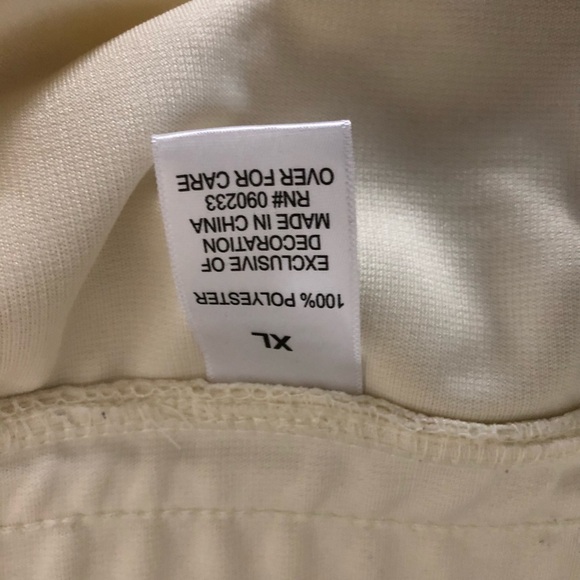 XL
100% POLYESTER
EXCLUSIVE OF
DECORATION
MADE IN CHINA
RN# 090233
OVER FOR CARE